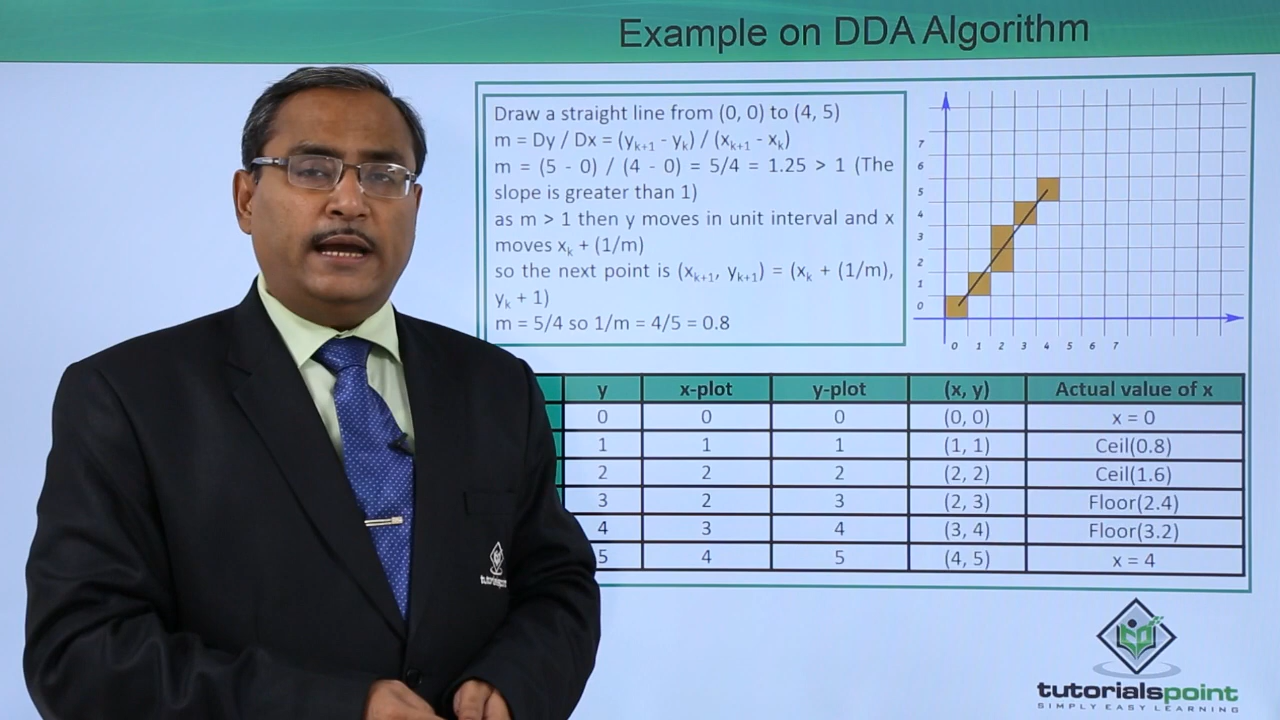 Example on DDA Algorithm
Draw a straight line from (0, 0) to (4, 5)
m = Dy / Dx = (yₖ₊₁ - yₖ) / (xₖ₊₁ - xₖ)
m = (5 - 0) / (4 - 0) = 5/4 = 1.25 > 1 (The
slope is greater than 1)
as m > 1 then y moves in unit interval and x
moves xₖ + (1/m)
so the next point is (xₖ₊₁, yₖ₊₁) = (xₖ + (1/m),
yₖ + 1)
m = 5/4 so 1/m = 4/5 = 0.8
7
6
5
4
3
2
1
0
0 1 2 3 4 5 6 7
y x-plot y-plot (x, y) Actual value of x
0 0 0 (0, 0) x = 0
1 1 1 (1, 1) Ceil(0.8)
2 2 2 (2, 2) Ceil(1.6)
3 2 3 (2, 3) Floor(2.4)
4 3 4 (3, 4) Floor(3.2)
5 4 5 (4, 5) x = 4
tutorialspoint
SIMPLY EASY LEARNING